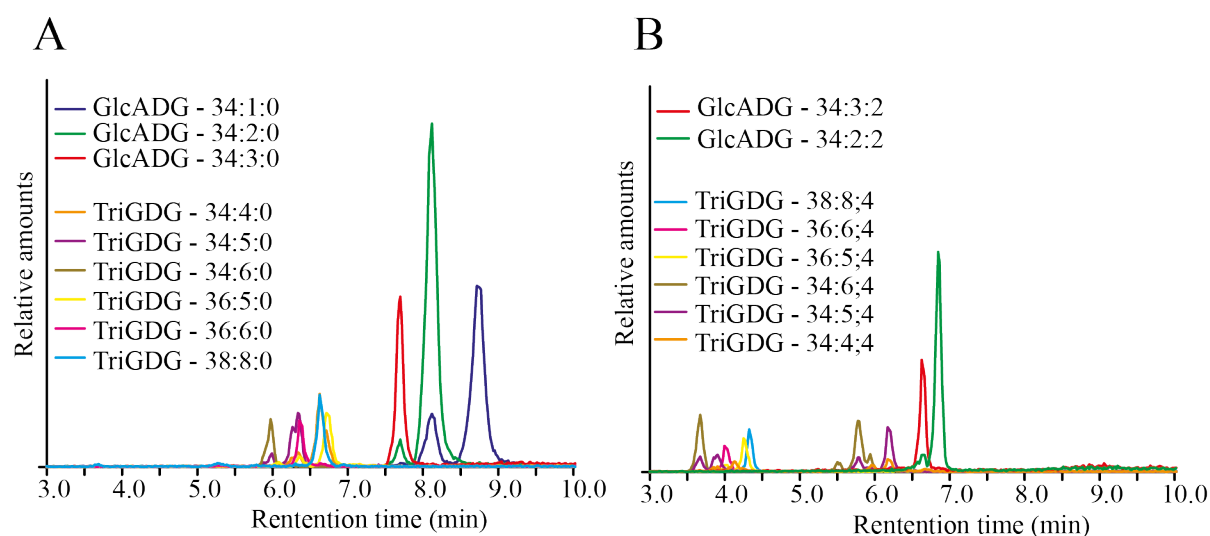 A
GlcADG - 34:1:0
GlcADG - 34:2:0
GlcADG - 34:3:0
TriGDG - 34:4:0
TriGDG - 34:5:0
TriGDG - 34:6:0
TriGDG - 36:5:0
TriGDG - 36:6:0
TriGDG - 38:8:0
Relative amounts
3.0 4.0 5.0 6.0 7.0 8.0 9.0 10.0
Rentention time (min)
B
GlcADG - 34:3:2
GlcADG - 34:2:2
TriGDG - 38:8;4
TriGDG - 36:6;4
TriGDG - 36:5;4
TriGDG - 34:6;4
TriGDG - 34:5;4
TriGDG - 34:4;4
Relative amounts
3.0 4.0 5.0 6.0 7.0 8.0 9.0 10.0
Rentention time (min)